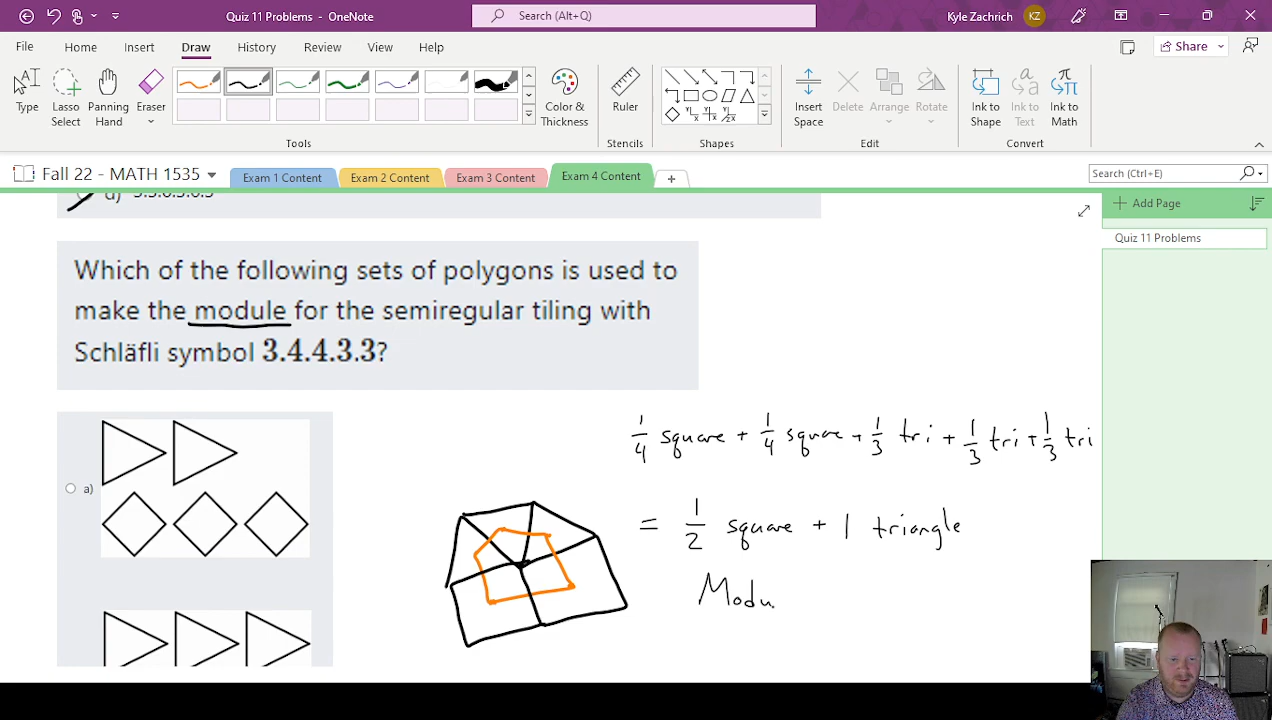 Quiz 11 Problems - OneNote
Search (Alt+Q)
Kyle Zachrich
KZ
File Home Insert Draw History Review View Help
Share
Type
Lasso Select
Panning Hand
Eraser
Color & Thickness
Ruler
Insert Space
Delete
Arrange
Rotate
Ink to Shape
Ink to Text
Ink to Math
Tools
Stencils
Shapes
Edit
Convert
Fall 22 - MATH 1535
Exam 1 Content
Exam 2 Content
Exam 3 Content
Exam 4 Content
Search (Ctrl+E)
Add Page
Quiz 11 Problems
Which of the following sets of polygons is used to
make the module for the semiregular tiling with
Schläfli symbol 3.4.4.3.3?
a)
1/4 square + 1/4 square + 1/3 tri + 1/3 tri + 1/3 tri
= 1/2 square + 1 triangle
Modu